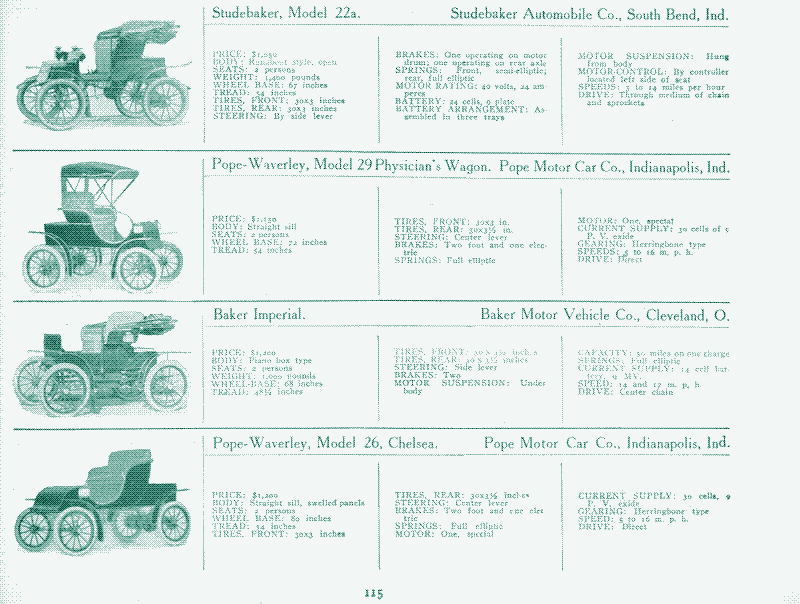 Studebaker, Model 22a. Studebaker Automobile Co., South Bend, Ind.
PRICE: $1,050
BODY: Runabout style, open
SEATS: 2 persons
WEIGHT: 1,400 pounds
WHEEL BASE: 67 inches
TREAD: 54 inches
TIRES, FRONT: 30x3 inches
TIRES, REAR: 30x3 inches
STEERING: By side lever
BRAKES: One operating on motor
drum; one operating on rear axle
SPRINGS: Front, semi-elliptic;
rear, full elliptic
MOTOR RATING: 40 volts, 24 am-
peres
BATTERY: 24 cells, 9 plate
BATTERY ARRANGEMENT: As-
sembled in three trays
MOTOR SUSPENSION: Hung
from body
MOTOR-CONTROL: By controller
located left side of seat
SPEEDS: 3 to 14 miles per hour
DRIVE: Through medium of chain
and sprockets
Pope-Waverley, Model 29 Physician's Wagon. Pope Motor Car Co., Indianapolis, Ind.
PRICE: $1,150
BODY: Straight sill
SEATS: 2 persons
WHEEL BASE: 72 inches
TREAD: 54 inches
TIRES, FRONT: 30x3 in.
TIRES, REAR: 30x3½ in.
STEERING: Center lever
BRAKES: Two foot and one elec-
tric
SPRINGS: Full elliptic
MOTOR: One, special
CURRENT SUPPLY: 30 cells of 9
P. V. exide
GEARING: Herringbone type
SPEEDS: 5 to 16 m. p. h.
DRIVE: Direct
Baker Imperial. Baker Motor Vehicle Co., Cleveland, O.
PRICE: $1,200
BODY: Piano box type
SEATS: 2 persons
WEIGHT: 1,000 pounds
WHEEL-BASE: 68 inches
TREAD: 48½ inches
TIRES, FRONT: inches
TIRES, REAR: inches
STEERING: Side lever
BRAKES: Two
MOTOR SUSPENSION: Under
body
CAPACITY: 50 miles on one charge
SPRINGS: Full elliptic
CURRENT SUPPLY: 14 cell bat-
tery, 9 MV.
SPEED: 14 and 17 m. p. h.
DRIVE: Center chain
Pope-Waverley, Model 26, Chelsea. Pope Motor Car Co., Indianapolis, Ind.
PRICE: $1,200
BODY: Straight sill, swelled panels
SEATS: 2 persons
WHEEL BASE: 80 inches
TREAD: 54 inches
TIRES, FRONT: 30x3 inches
TIRES, REAR: 30x3½ inches
STEERING: Center lever
BRAKES: Two foot and one elec-
tric
SPRINGS: Full elliptic
MOTOR: One, special
CURRENT SUPPLY: 30 cells, 9
P. V. exide
GEARING: Herringbone type
SPEED: 5 to 16 m. p. h.
DRIVE: Direct
115